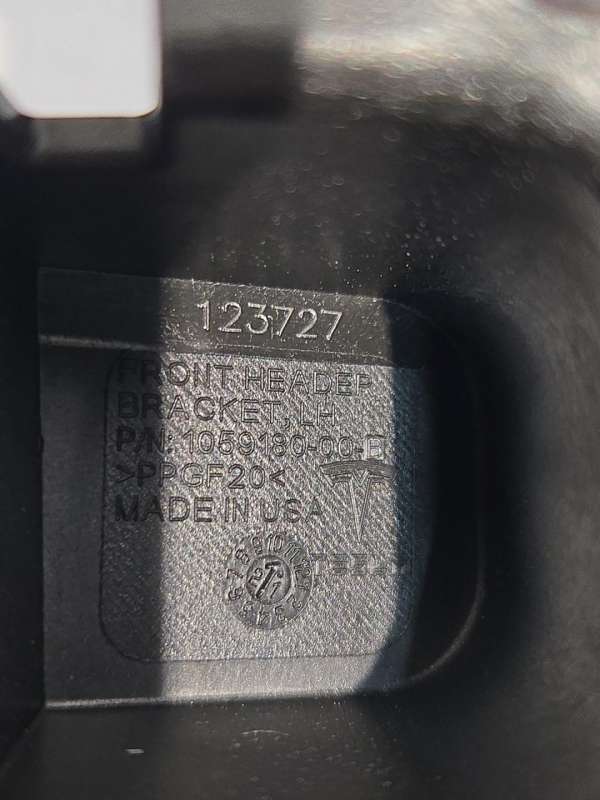 123727
FRONT HEADER
BRACKET, LH
P/N: 1059180-00-E
>PPGF20<
MADE IN USA